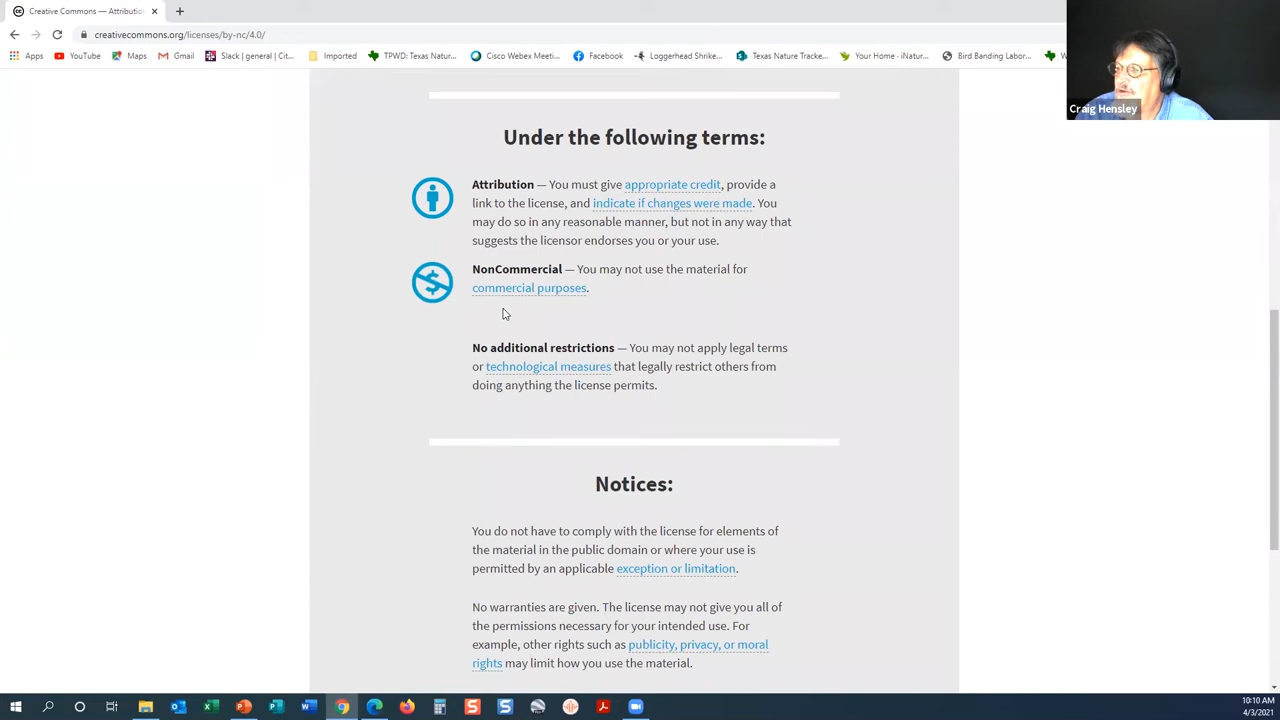 Creative Commons — Attributio
creativecommons.org/licenses/by-nc/4.0/
Apps YouTube Maps Gmail Slack | general | Cit... Imported TPWD: Texas Natur... Cisco Webex Meeti... Facebook Loggerhead Shrike... Texas Nature Tracke... Your Home · iNatur... Bird Banding Labor... W
Craig Hensley
Under the following terms:
Attribution — You must give appropriate credit, provide a
link to the license, and indicate if changes were made. You
may do so in any reasonable manner, but not in any way that
suggests the licensor endorses you or your use.
NonCommercial — You may not use the material for
commercial purposes.
No additional restrictions — You may not apply legal terms
or technological measures that legally restrict others from
doing anything the license permits.
Notices:
You do not have to comply with the license for elements of
the material in the public domain or where your use is
permitted by an applicable exception or limitation.
No warranties are given. The license may not give you all of
the permissions necessary for your intended use. For
example, other rights such as publicity, privacy, or moral
rights may limit how you use the material.
10:10 AM
4/3/2021